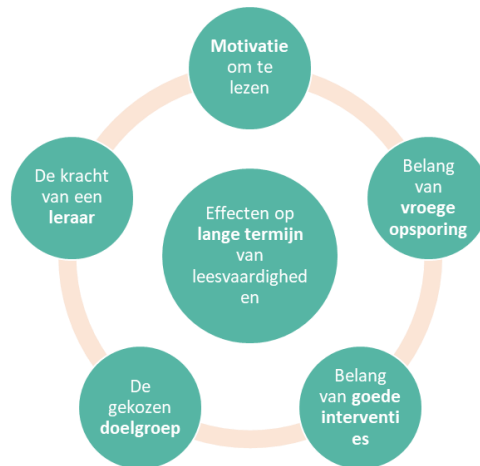 Motivatie
om te
lezen
Belang
van
vroege
opsporing
Belang
van goede
interventi
es
De
gekozen
doelgroep
De kracht
van een
leraar
Effecten op
lange termijn
van
leesvaardighed
en